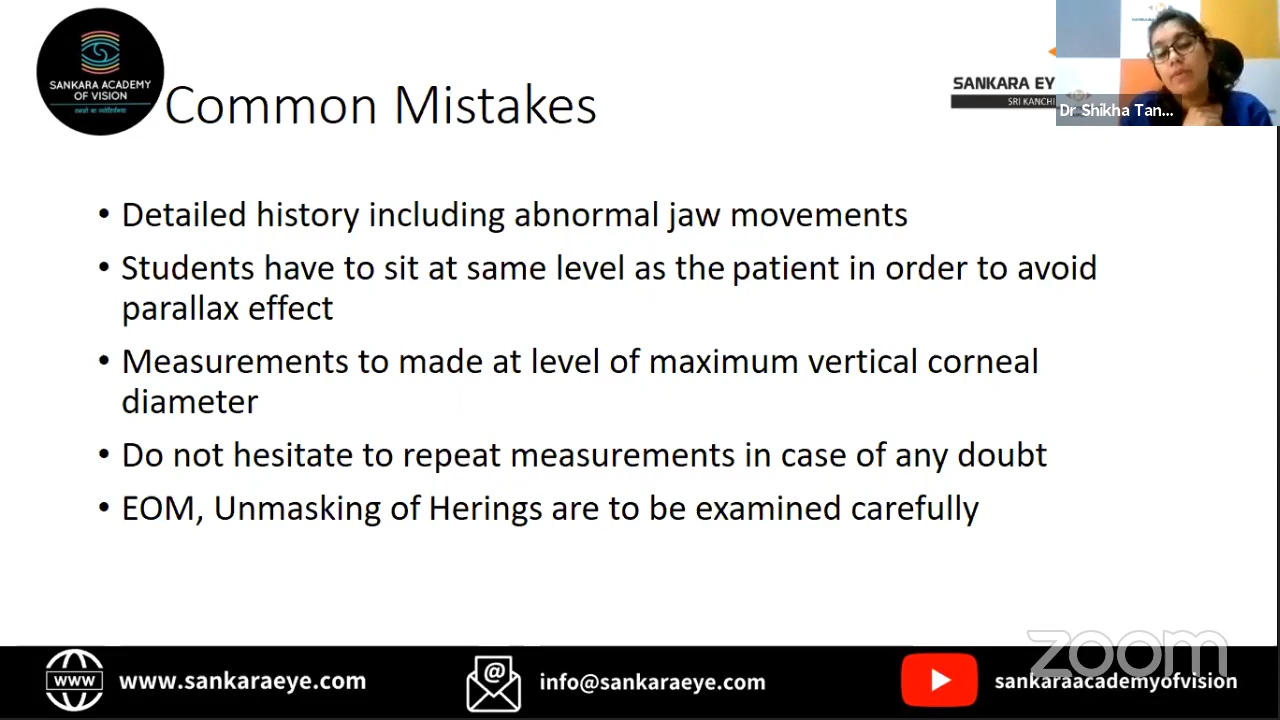 SANKARA ACADEMY
OF VISION
Common Mistakes
SANKARA EY
SRI KANCHI
Dr Shikha Tan...
• Detailed history including abnormal jaw movements
• Students have to sit at same level as the patient in order to avoid
parallax effect
• Measurements to made at level of maximum vertical corneal
diameter
• Do not hesitate to repeat measurements in case of any doubt
• EOM, Unmasking of Herings are to be examined carefully
zoom
www
www.sankaraeye.com
@
info@sankaraeye.com
sankaraacademyofvision